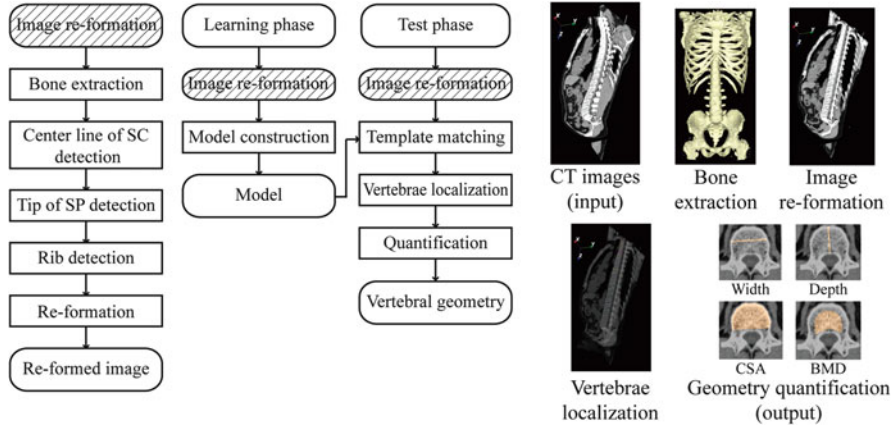 Image re-formation
Bone extraction
Center line of SC
detection
Tip of SP detection
Rib detection
Re-formation
Re-formed image
Learning phase
Image re-formation
Model construction
Model
Test phase
Image re-formation
Template matching
Vertebrae localization
Quantification
Vertebral geometry
CT images
(input)
Bone
extraction
Image
re-formation
Vertebrae
localization
Width
Depth
CSA
BMD
Geometry quantification
(output)